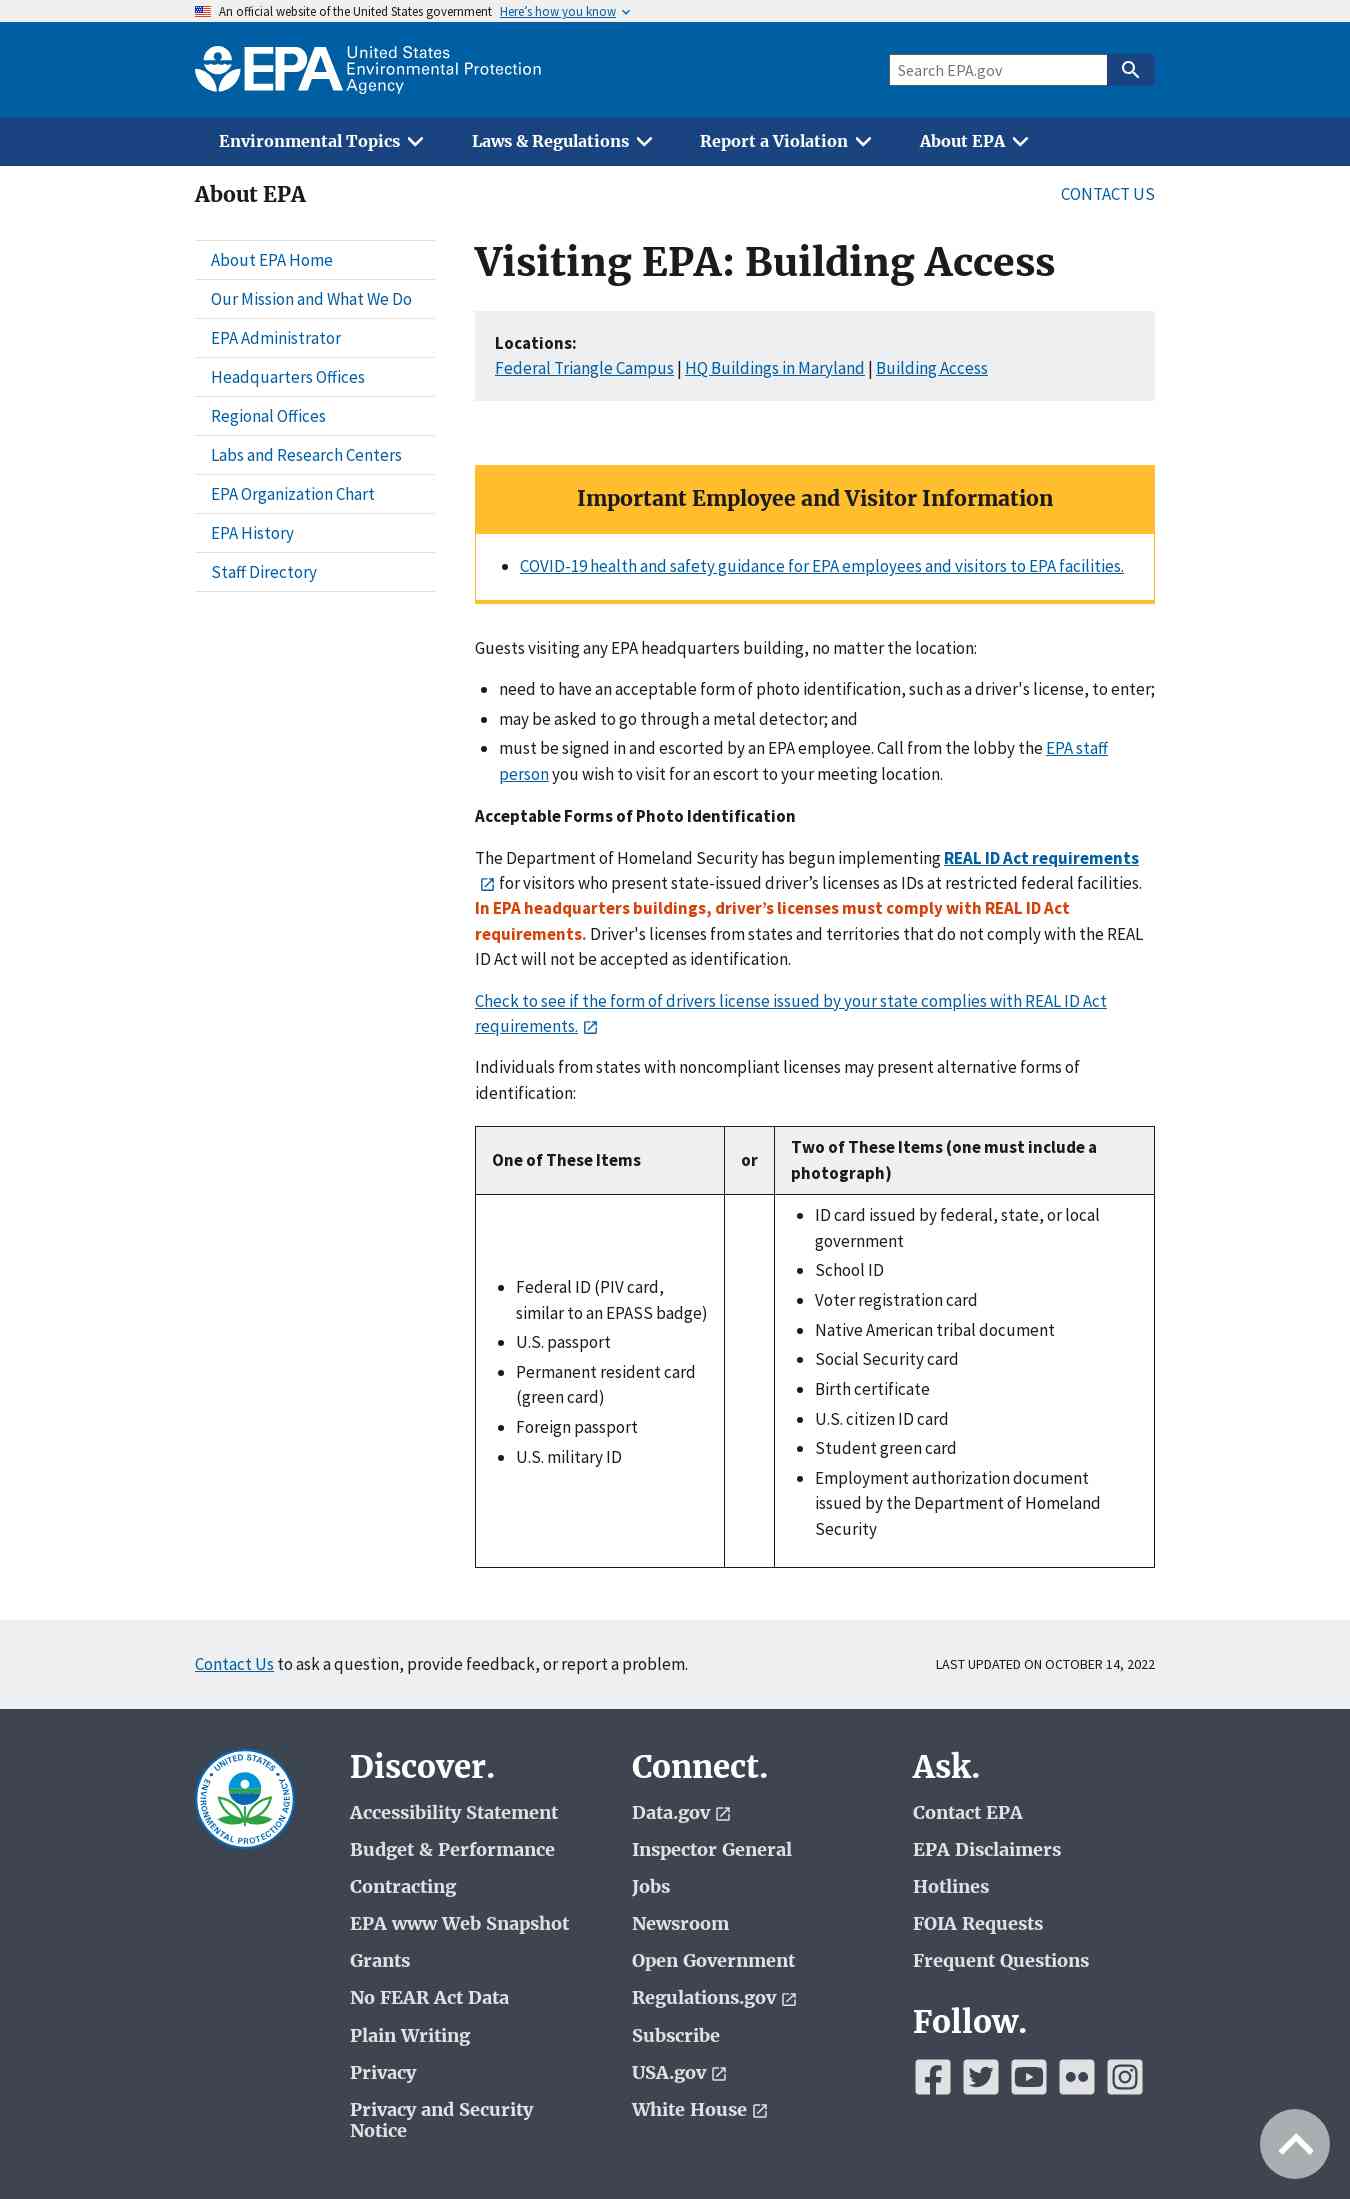 An official website of the United States government Here's how you know
EPA United States
Environmental Protection
Agency
Search EPA.gov
Environmental Topics Laws & Regulations Report a Violation About EPA
About EPA CONTACT US
About EPA Home
Our Mission and What We Do
EPA Administrator
Headquarters Offices
Regional Offices
Labs and Research Centers
EPA Organization Chart
EPA History
Staff Directory
Visiting EPA: Building Access
Locations:
Federal Triangle Campus | HQ Buildings in Maryland | Building Access
Important Employee and Visitor Information
• COVID-19 health and safety guidance for EPA employees and visitors to EPA facilities.
Guests visiting any EPA headquarters building, no matter the location:
• need to have an acceptable form of photo identification, such as a driver's license, to enter;
• may be asked to go through a metal detector; and
• must be signed in and escorted by an EPA employee. Call from the lobby the EPA staff
person you wish to visit for an escort to your meeting location.
Acceptable Forms of Photo Identification
The Department of Homeland Security has begun implementing REAL ID Act requirements
for visitors who present state-issued driver’s licenses as IDs at restricted federal facilities.
In EPA headquarters buildings, driver’s licenses must comply with REAL ID Act
requirements. Driver's licenses from states and territories that do not comply with the REAL
ID Act will not be accepted as identification.
Check to see if the form of drivers license issued by your state complies with REAL ID Act
requirements.
Individuals from states with noncompliant licenses may present alternative forms of
identification:
One of These Items or Two of These Items (one must include a
photograph)
• Federal ID (PIV card,
similar to an EPASS badge)
• U.S. passport
• Permanent resident card
(green card)
• Foreign passport
• U.S. military ID
• ID card issued by federal, state, or local
government
• School ID
• Voter registration card
• Native American tribal document
• Social Security card
• Birth certificate
• U.S. citizen ID card
• Student green card
• Employment authorization document
issued by the Department of Homeland
Security
Contact Us to ask a question, provide feedback, or report a problem. LAST UPDATED ON OCTOBER 14, 2022
UNITED STATES
ENVIRONMENTAL PROTECTION AGENCY
Discover.
Accessibility Statement
Budget & Performance
Contracting
EPA www Web Snapshot
Grants
No FEAR Act Data
Plain Writing
Privacy
Privacy and Security
Notice
Connect.
Data.gov
Inspector General
Jobs
Newsroom
Open Government
Regulations.gov
Subscribe
USA.gov
White House
Ask.
Contact EPA
EPA Disclaimers
Hotlines
FOIA Requests
Frequent Questions
Follow.